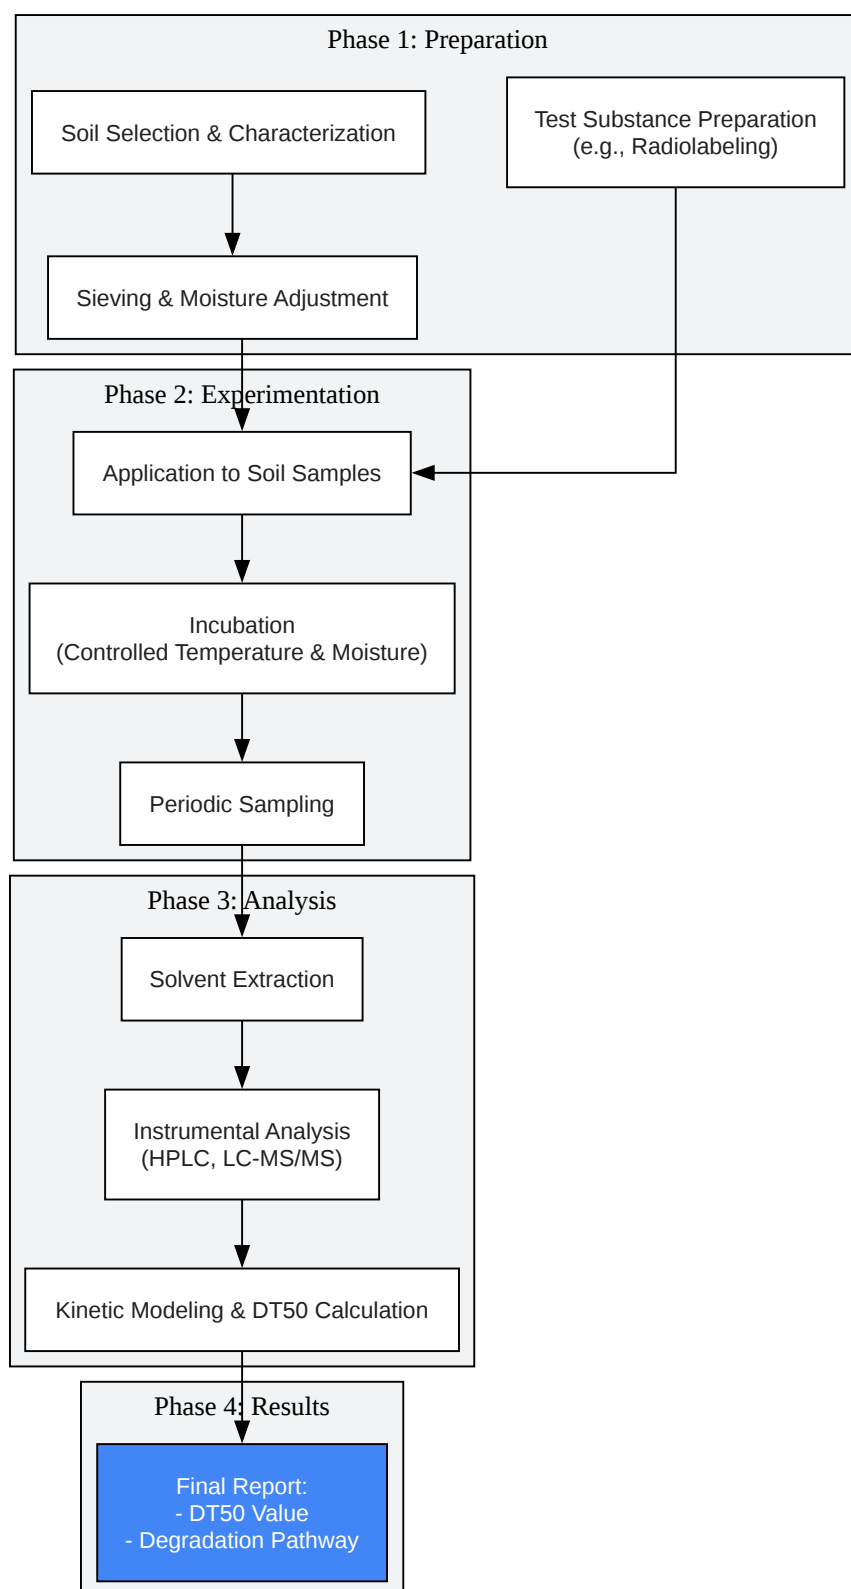 Phase 1: Preparation
Soil Selection & Characterization
Test Substance Preparation
(e.g., Radiolabeling)
Sieving & Moisture Adjustment
Phase 2: Experimentation
Application to Soil Samples
Incubation
(Controlled Temperature & Moisture)
Periodic Sampling
Phase 3: Analysis
Solvent Extraction
Instrumental Analysis
(HPLC, LC-MS/MS)
Kinetic Modeling & DT50 Calculation
Phase 4: Results
Final Report:
- DT50 Value
- Degradation Pathway